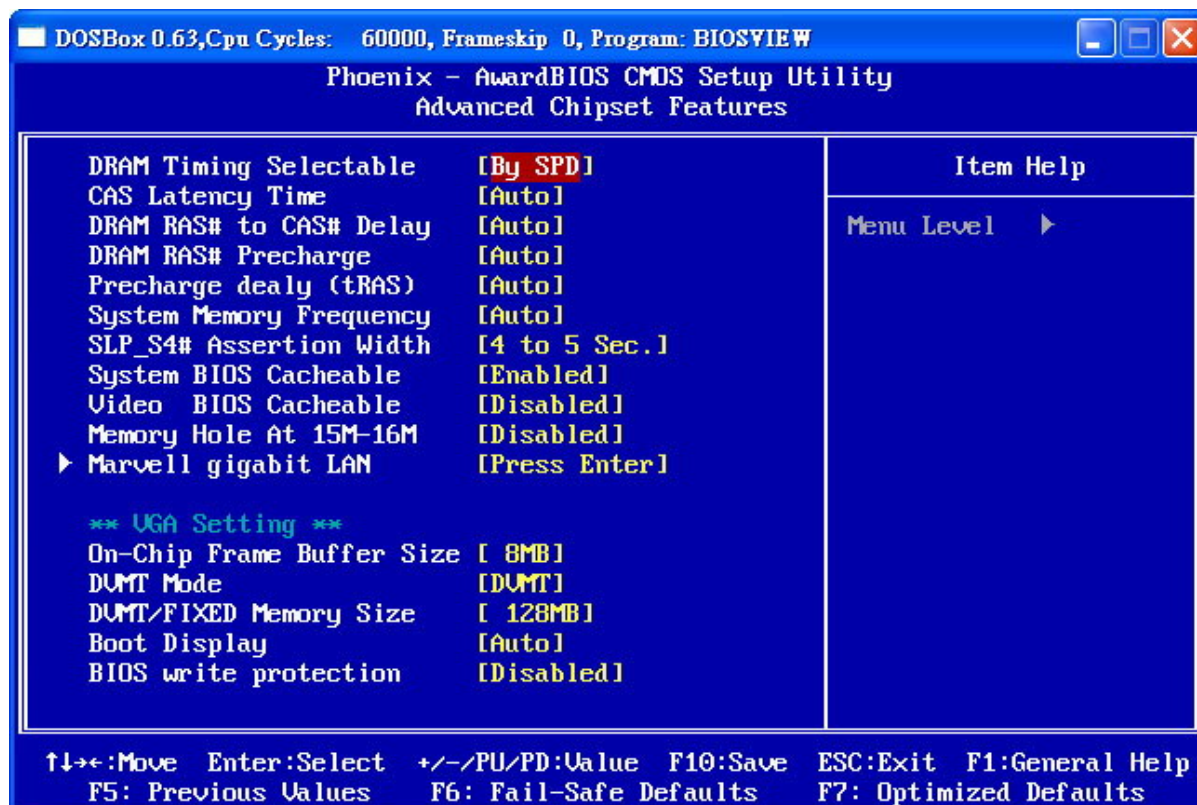 DOSBox 0.63,Cpu Cycles: 60000, Frameskip 0, Program: BIOSVIEW
Phoenix - AwardBIOS CMOS Setup Utility
Advanced Chipset Features
DRAM Timing Selectable [By SPD]
CAS Latency Time [Auto]
DRAM RAS# to CAS# Delay [Auto]
DRAM RAS# Precharge [Auto]
Precharge dealy (tRAS) [Auto]
System Memory Frequency [Auto]
SLP_S4# Assertion Width [4 to 5 Sec.]
System BIOS Cacheable [Enabled]
Video BIOS Cacheable [Disabled]
Memory Hole At 15M-16M [Disabled]
Marvell gigabit LAN [Press Enter]
** VGA Setting **
On-Chip Frame Buffer Size [ 8MB]
DVMT Mode [DVMT]
DVMT/FIXED Memory Size [ 128MB]
Boot Display [Auto]
BIOS write protection [Disabled]
Item Help
Menu Level
↑↓→←:Move Enter:Select +/-/PU/PD:Value F10:Save ESC:Exit F1:General Help
F5: Previous Values F6: Fail-Safe Defaults F7: Optimized Defaults